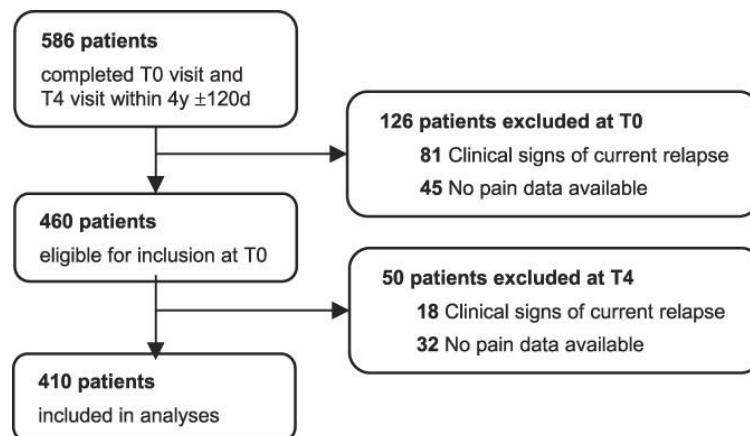 586 patients
completed T0 visit and
T4 visit within 4y ±120d
126 patients excluded at T0
81 Clinical signs of current relapse
45 No pain data available
460 patients
eligible for inclusion at T0
50 patients excluded at T4
18 Clinical signs of current relapse
32 No pain data available
410 patients
included in analyses